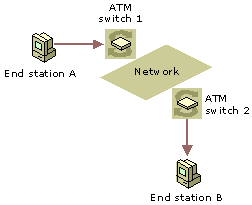 ATM
switch 1
End station A
Network
ATM
switch 2
End station B